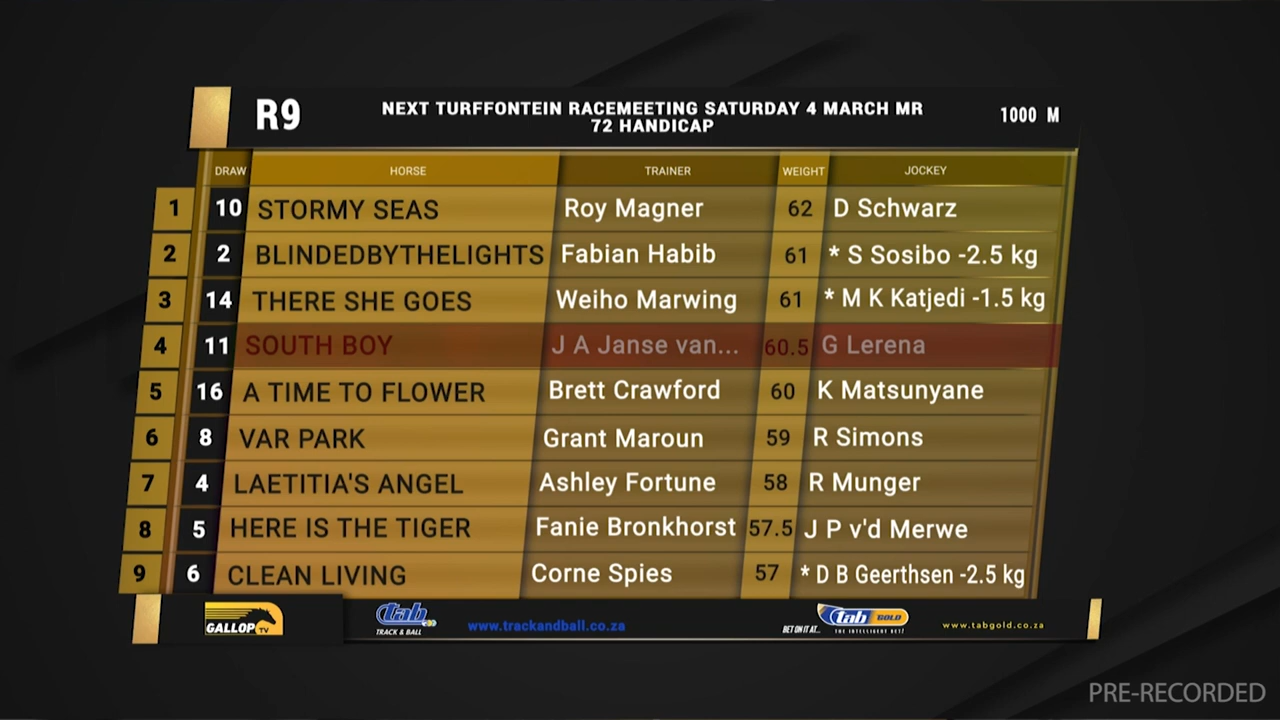 R9
NEXT TURFFONTEIN RACEMEETING SATURDAY 4 MARCH MR
72 HANDICAP
1000 M
DRAW HORSE TRAINER WEIGHT JOCKEY
1 10 STORMY SEAS Roy Magner 62 D Schwarz
2 2 BLINDEDBYTHELIGHTS Fabian Habib 61 * S Sosibo -2.5 kg
3 14 THERE SHE GOES Weiho Marwing 61 * M K Katjedi -1.5 kg
4 11 SOUTH BOY J A Janse van... 60.5 G Lerena
5 16 A TIME TO FLOWER Brett Crawford 60 K Matsunyane
6 8 VAR PARK Grant Maroun 59 R Simons
7 4 LAETITIA'S ANGEL Ashley Fortune 58 R Munger
8 5 HERE IS THE TIGER Fanie Bronkhorst 57.5 J P v'd Merwe
9 6 CLEAN LIVING Corne Spies 57 * D B Geerthsen -2.5 kg
GALLOP TV
tab
TRACK & BALL
www.trackandball.co.za
BET ON IT AT...
tab GOLD
THE INTELLIGENT BET!
www.tabgold.co.za
PRE-RECORDED